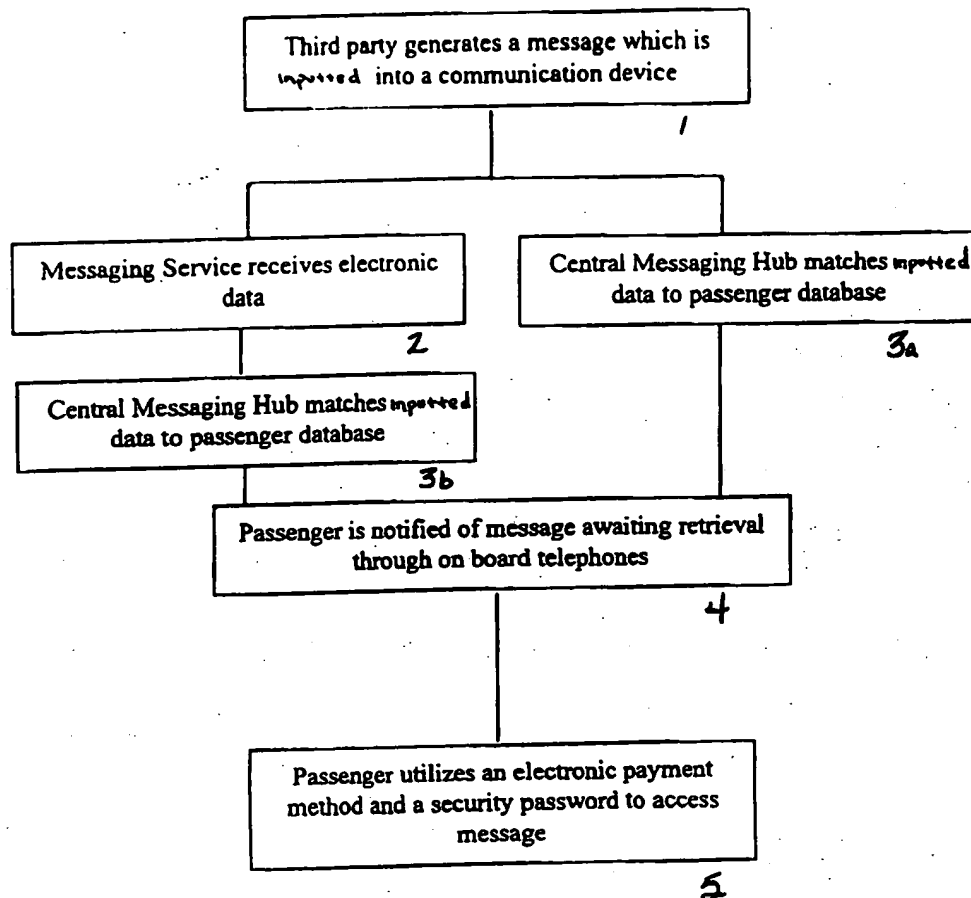 Third party generates a message which is
inputted into a communication device
1
Messaging Service receives electronic
data
2
Central Messaging Hub matches inputted
data to passenger database
3a
Central Messaging Hub matches inputted
data to passenger database
3b
Passenger is notified of message awaiting retrieval
through on board telephones
4
Passenger utilizes an electronic payment
method and a security password to access
message
5